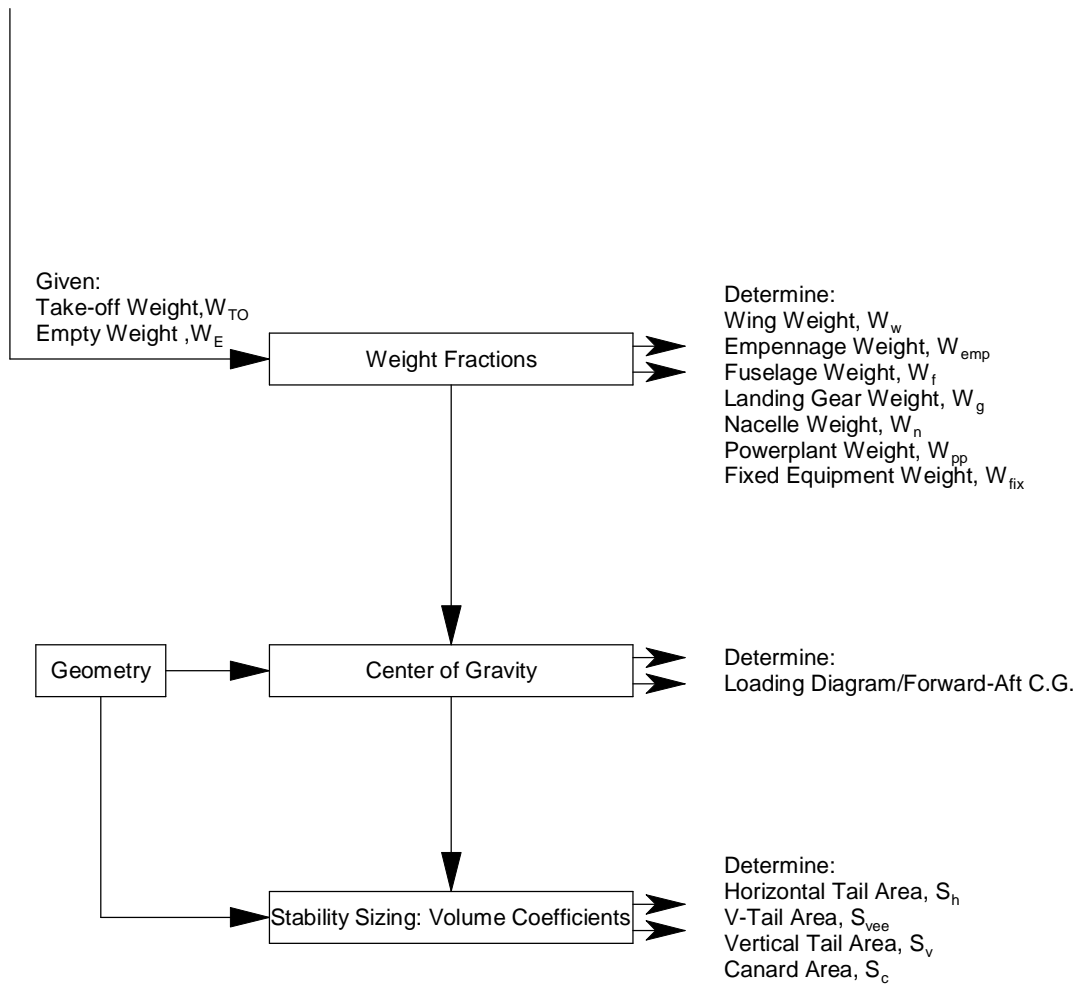 Given:
Take-off Weight,W_TO
Empty Weight ,W_E
Weight Fractions
Determine:
Wing Weight, W_w
Empennage Weight, W_emp
Fuselage Weight, W_f
Landing Gear Weight, W_g
Nacelle Weight, W_n
Powerplant Weight, W_pp
Fixed Equipment Weight, W_fix
Geometry
Center of Gravity
Determine:
Loading Diagram/Forward-Aft C.G.
Stability Sizing: Volume Coefficients
Determine:
Horizontal Tail Area, S_h
V-Tail Area, S_vee
Vertical Tail Area, S_v
Canard Area, S_c